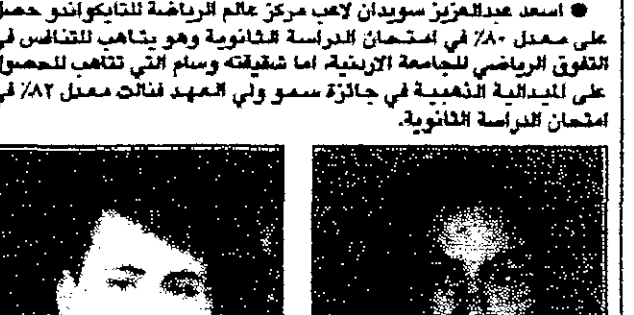 ● اسعد عبدالعزيز سويدان لاعب مركز عالم الرياضة للتايكواندو حصل
على معدل ٨٠٪ في امتحان الدراسة الثانوية وهو يتاهب للتنافس في
التفوق الرياضي للجامعة الاردنية، اما شقيقته وسام التي تتاهب للحصول
على الميدالية الذهبية في جائزة سمو ولي العهد فنالت معدل ٨٢٪ في
امتحان الدراسة الثانوية.